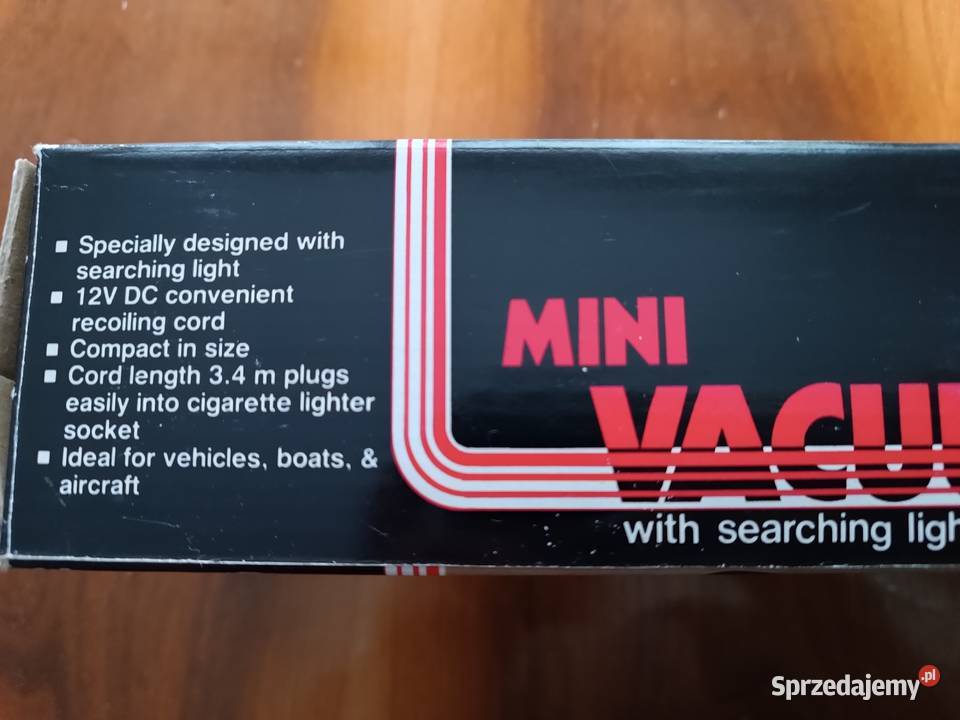 ▪ Specially designed with
searching light
▪ 12V DC convenient
recoiling cord
▪ Compact in size
▪ Cord length 3.4 m plugs
easily into cigarette lighter
socket
▪ Ideal for vehicles, boats, &
aircraft
MINI
VACUU
with searching ligh
Sprzedajemy.pl